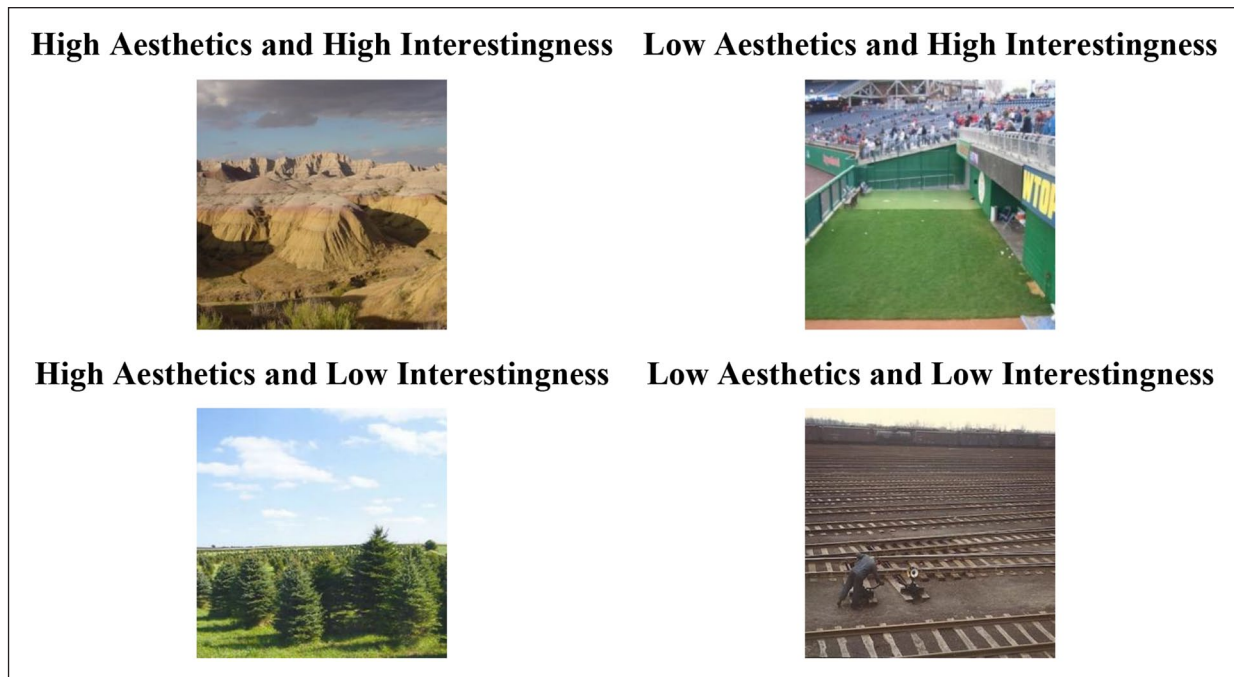 High Aesthetics and High Interestingness
Low Aesthetics and High Interestingness
WTOP
High Aesthetics and Low Interestingness
Low Aesthetics and Low Interestingness